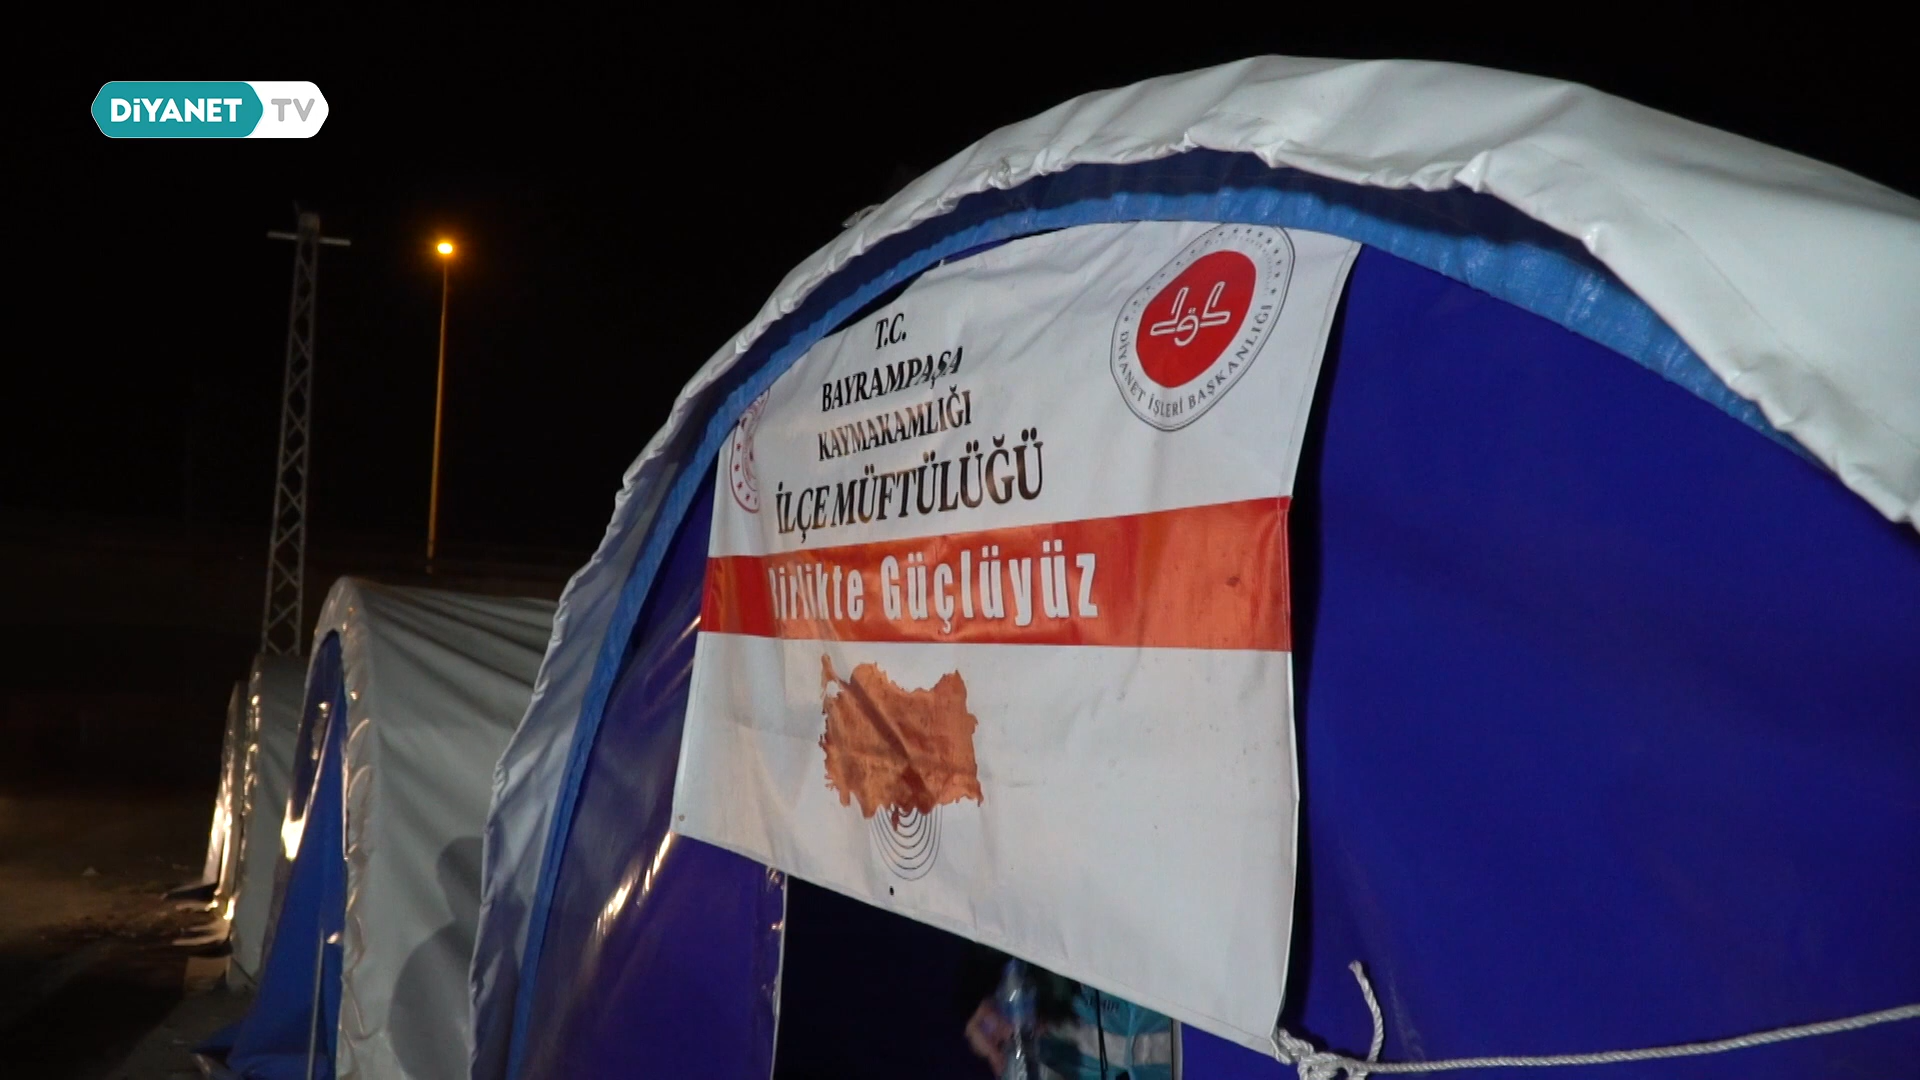 DİYANET TV
T.C.
BAYRAMPAŞA
KAYMAKAMLIĞI
İLÇE MÜFTÜLÜĞÜ
DİYANET İŞLERİ BAŞKANLIĞI
Birlikte Güçlüyüz